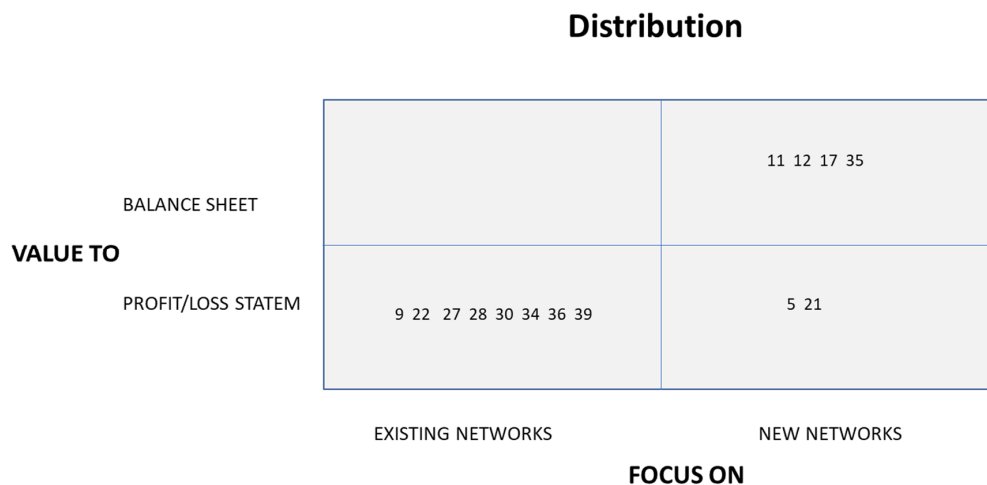 Distribution
11 12 17 35
BALANCE SHEET
VALUE TO
PROFIT/LOSS STATEM
9 22 27 28 30 34 36 39
5 21
EXISTING NETWORKS
NEW NETWORKS
FOCUS ON